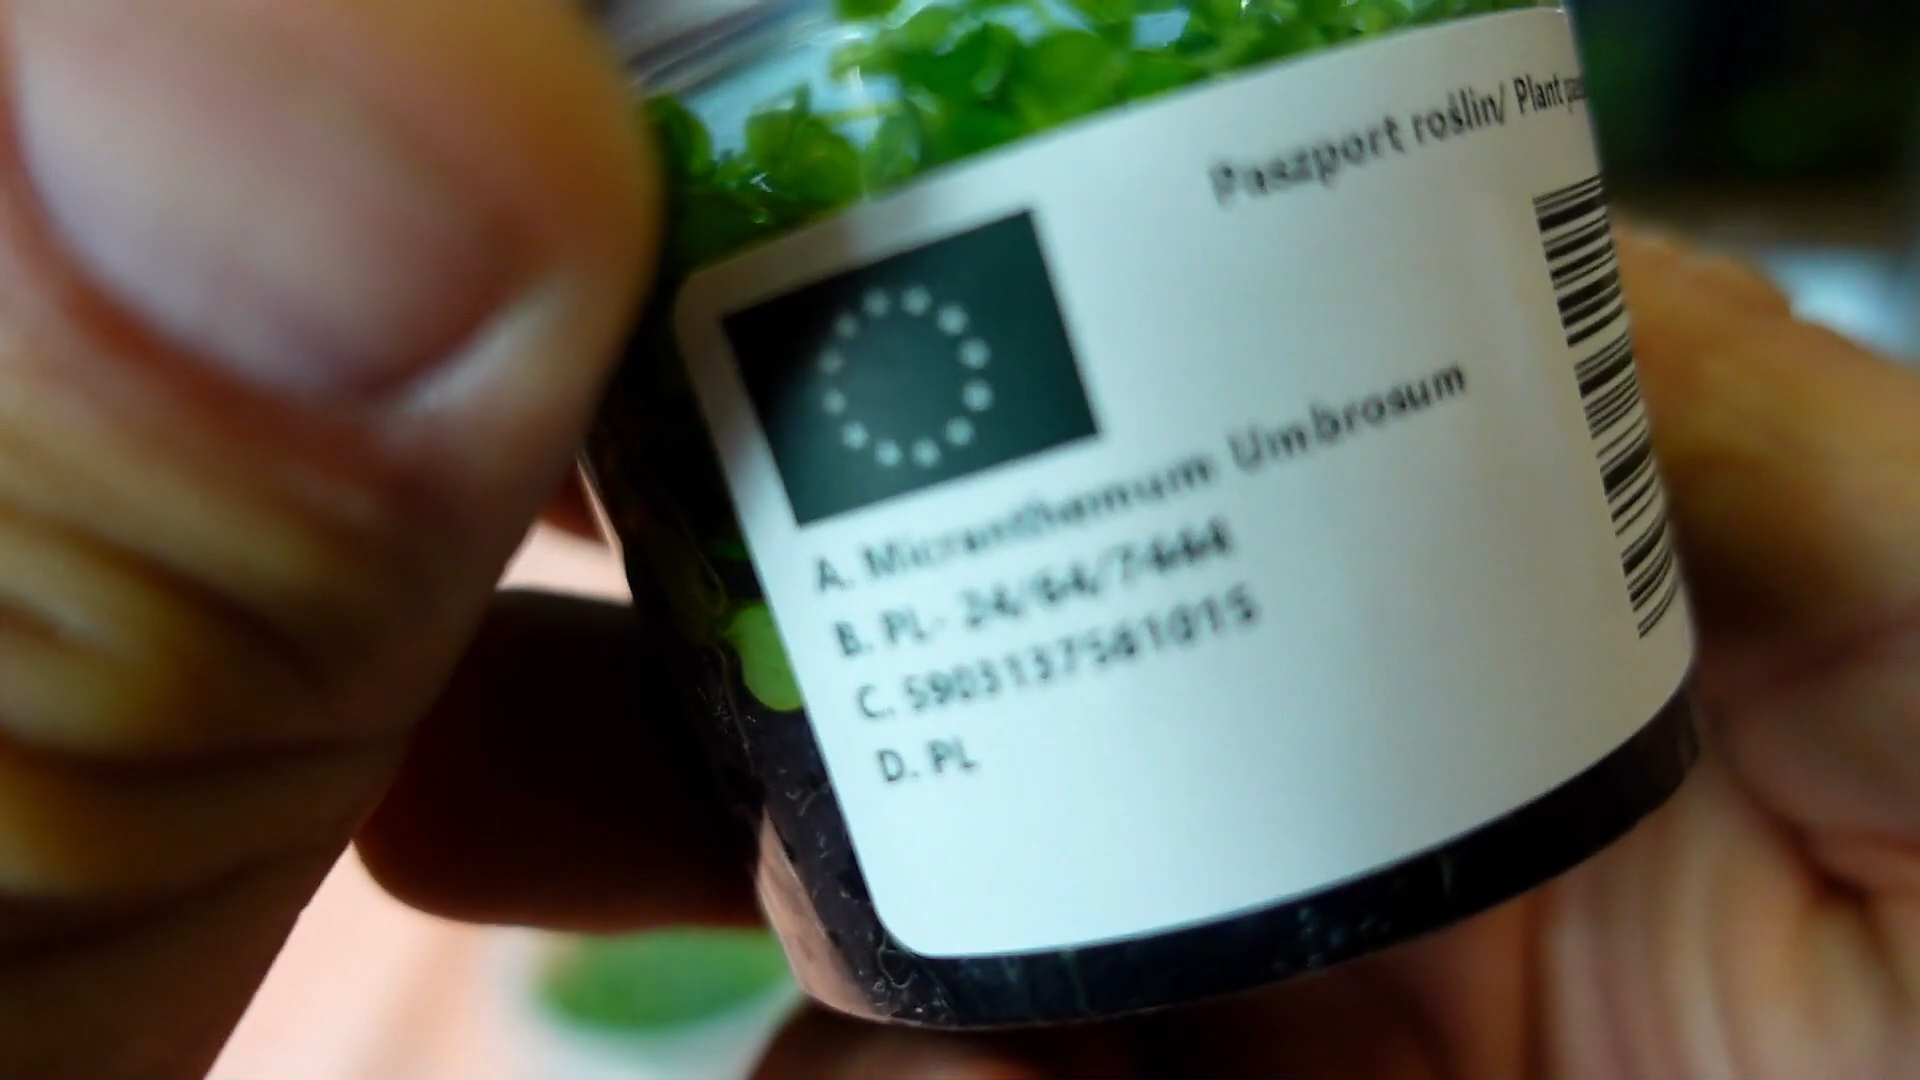 Paszport roślin/ Plant
A. Micranthemum Umbrosum
B. PL- 24/64/7444
C. 5903137581015
D. PL